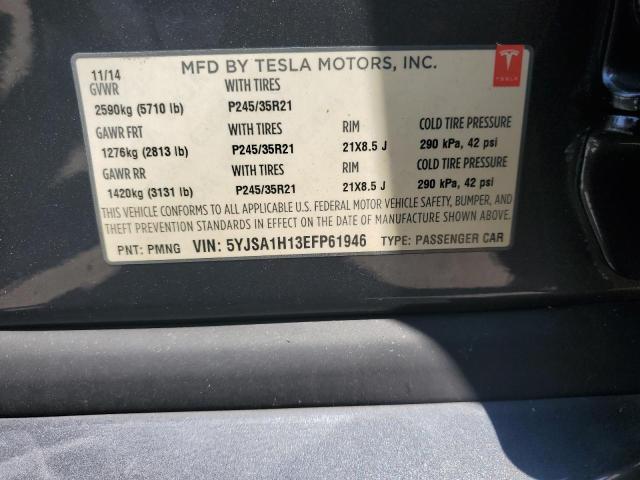 11/14 MFD BY TESLA MOTORS, INC.
TESLA
GVWR WITH TIRES
2590kg (5710 lb) P245/35R21
GAWR FRT WITH TIRES RIM COLD TIRE PRESSURE
1276kg (2813 lb) P245/35R21 21X8.5 J 290 kPa, 42 psi
GAWR RR WITH TIRES RIM COLD TIRE PRESSURE
1420kg (3131 lb) P245/35R21 21X8.5 J 290 kPa, 42 psi
THIS VEHICLE CONFORMS TO ALL APPLICABLE U.S. FEDERAL MOTOR VEHICLE SAFETY, BUMPER, AND
THEFT PREVENTION STANDARDS IN EFFECT ON THE DATE OF MANUFACTURE SHOWN ABOVE.
PNT: PMNG VIN: 5YJSA1H13EFP61946 TYPE: PASSENGER CAR